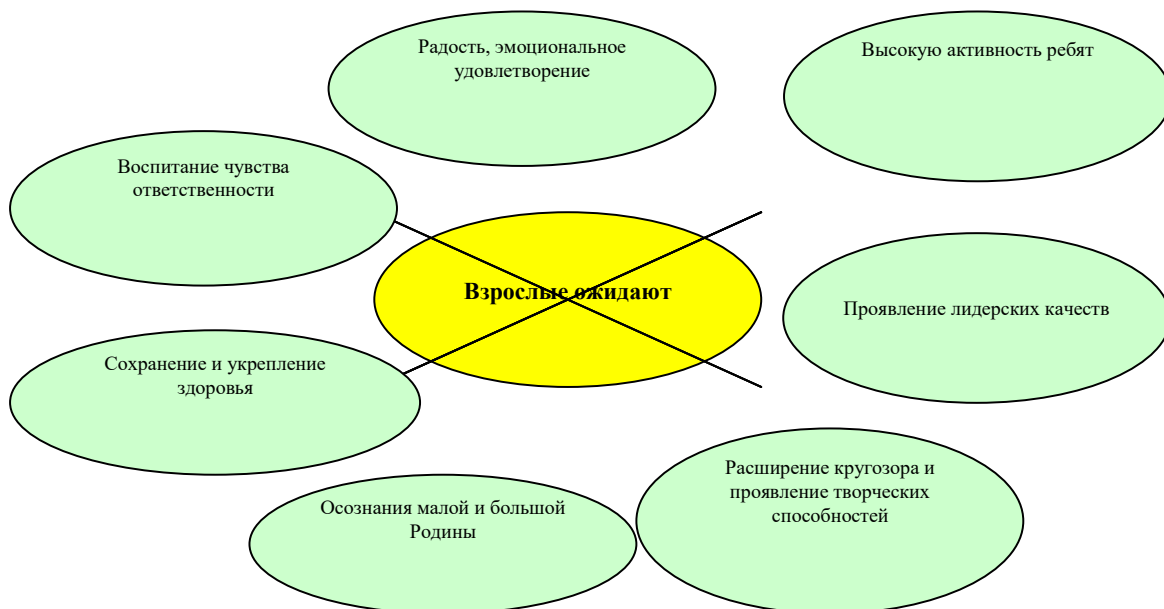 Радость, эмоциональное
удовлетворение
Высокую активность ребят
Воспитание чувства
ответственности
Взрослые ожидают
Проявление лидерских качеств
Сохранение и укрепление
здоровья
Расширение кругозора и
проявление творческих
способностей
Осознания малой и большой
Родины